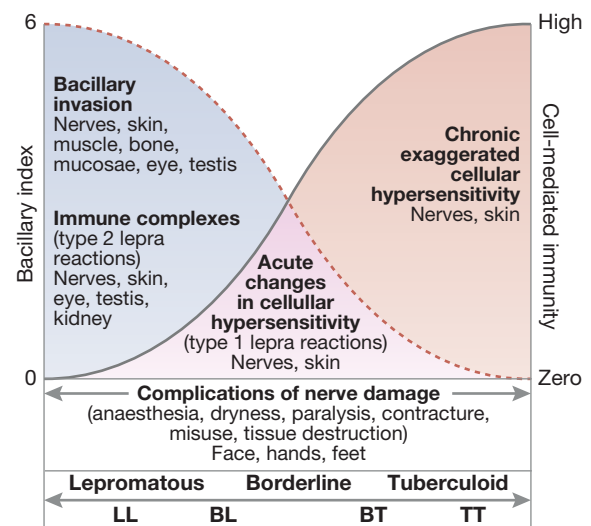 6
High
Bacillary index
Bacillary
invasion
Nerves, skin,
muscle, bone,
mucosae, eye, testis
Immune complexes
(type 2 lepra
reactions)
Nerves, skin,
eye, testis,
kidney
Acute
changes
in cellular
hypersensitivity
(type 1 lepra reactions)
Nerves, skin
Chronic
exaggerated
cellular
hypersensitivity
Nerves, skin
Cell-mediated immunity
0
Zero
Complications of nerve damage
(anaesthesia, dryness, paralysis, contracture,
misuse, tissue destruction)
Face, hands, feet
Lepromatous Borderline Tuberculoid
LL BL BT TT